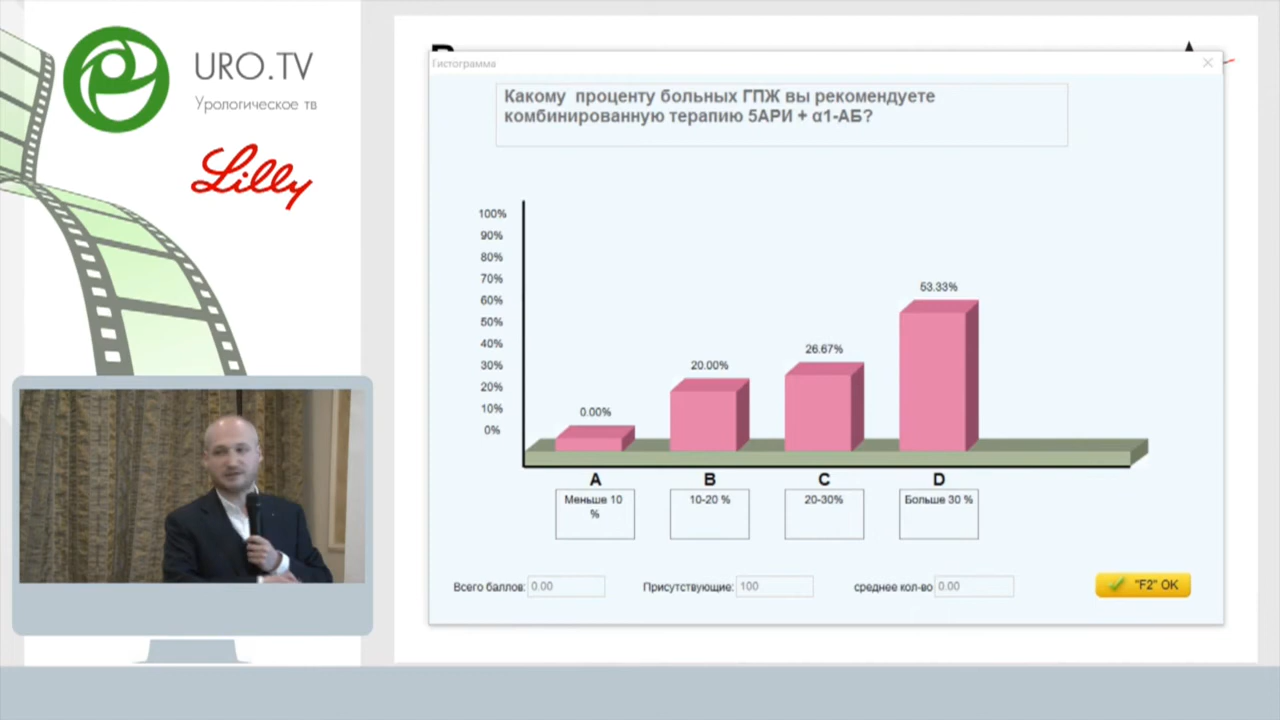 URO.TV
Урологическое тв
Lilly
Гистограмма
Какому проценту больных ГПЖ вы рекомендуете
комбинированную терапию 5АРИ + α1-АБ?
100%
90%
80%
70%
60%
50%
40%
30%
20%
10%
0%
0.00%
20.00%
26.67%
53.33%
A
B
C
D
Меньше 10
%
10-20 %
20-30%
Больше 30 %
Всего баллов: 0.00
Присутствующие: 100
среднее кол-во 0.00
"F2" OK